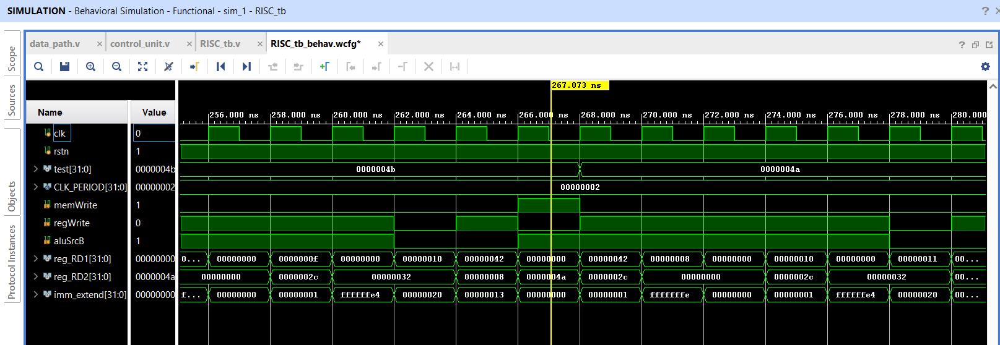 SIMULATION - Behavioral Simulation - Functional - sim_1 - RISC_tb
? ×
data_path.v × control_unit.v × RISC_tb.v × RISC_tb_behav.wcfg* ×
?
Scope
Sources
Objects
Protocol Instances
267.073 ns
Name Value
256.000 ns 258.000 ns 260.000 ns 262.000 ns 264.000 ns 266.000 ns 268.000 ns 270.000 ns 272.000 ns 274.000 ns 276.000 ns 278.000 ns 280.000
clk 0
rstn 1
test[31:0] 0000004b 0000004b 0000004a
CLK_PERIOD[31:0] 00000002 00000002
memWrite 1
regWrite 0
aluSrcB 1
reg_RD1[31:0] 00000000 0... 00000000 0000000f 00000000 00000010 00000042 00000000 00000042 00000008 00000000 00000010 00000000 00000011 00...
reg_RD2[31:0] 0000004a 00000000 0000002c 00000032 00000008 0000004a 0000002c 00000000 0000002c 00000032 00...
imm_extend[31:0] 00000000 f... 00000000 00000001 ffffffe4 00000020 00000013 00000000 00000001 fffffffe 00000000 00000001 ffffffe4 00000020 00...